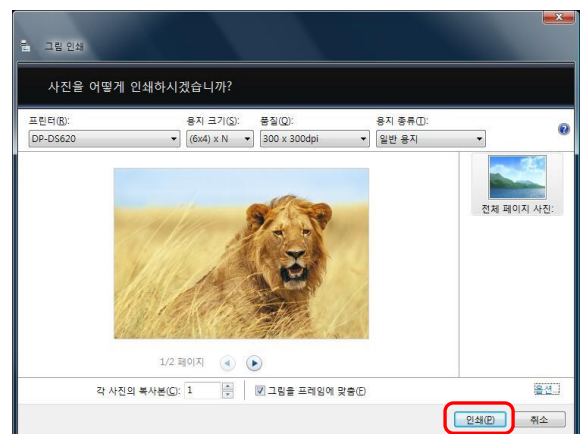 그림 인쇄
사진을 어떻게 인쇄하시겠습니까?
프린터(R): 용지 크기(S): 품질(Q): 용지 종류(T):
DP-DS620 (6x4) x N 300 x 300dpi 일반 용지
전체 페이지 사진:
1/2 페이지
각 사진의 복사본(C): 1 그림을 프레임에 맞춤(F) 옵션...
인쇄(P) 취소